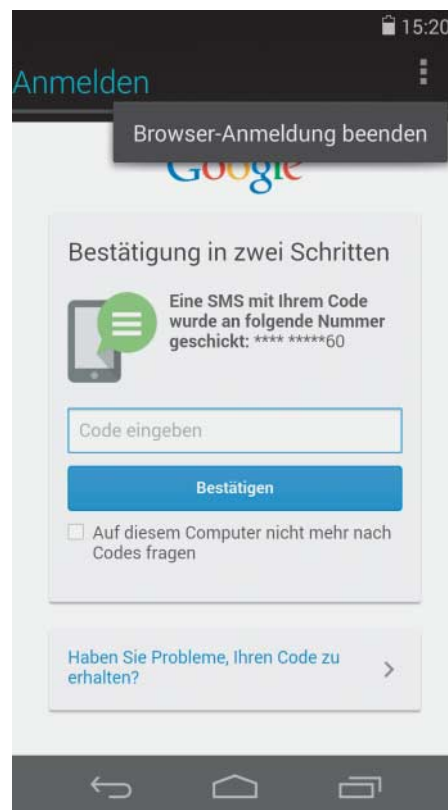 15:20
Anmelden
Browser-Anmeldung beenden
Google
Bestätigung in zwei Schritten
Eine SMS mit Ihrem Code
wurde an folgende Nummer
geschickt: **** *****60
Code eingeben
Bestätigen
Auf diesem Computer nicht mehr nach
Codes fragen
Haben Sie Probleme, Ihren Code zu
erhalten?